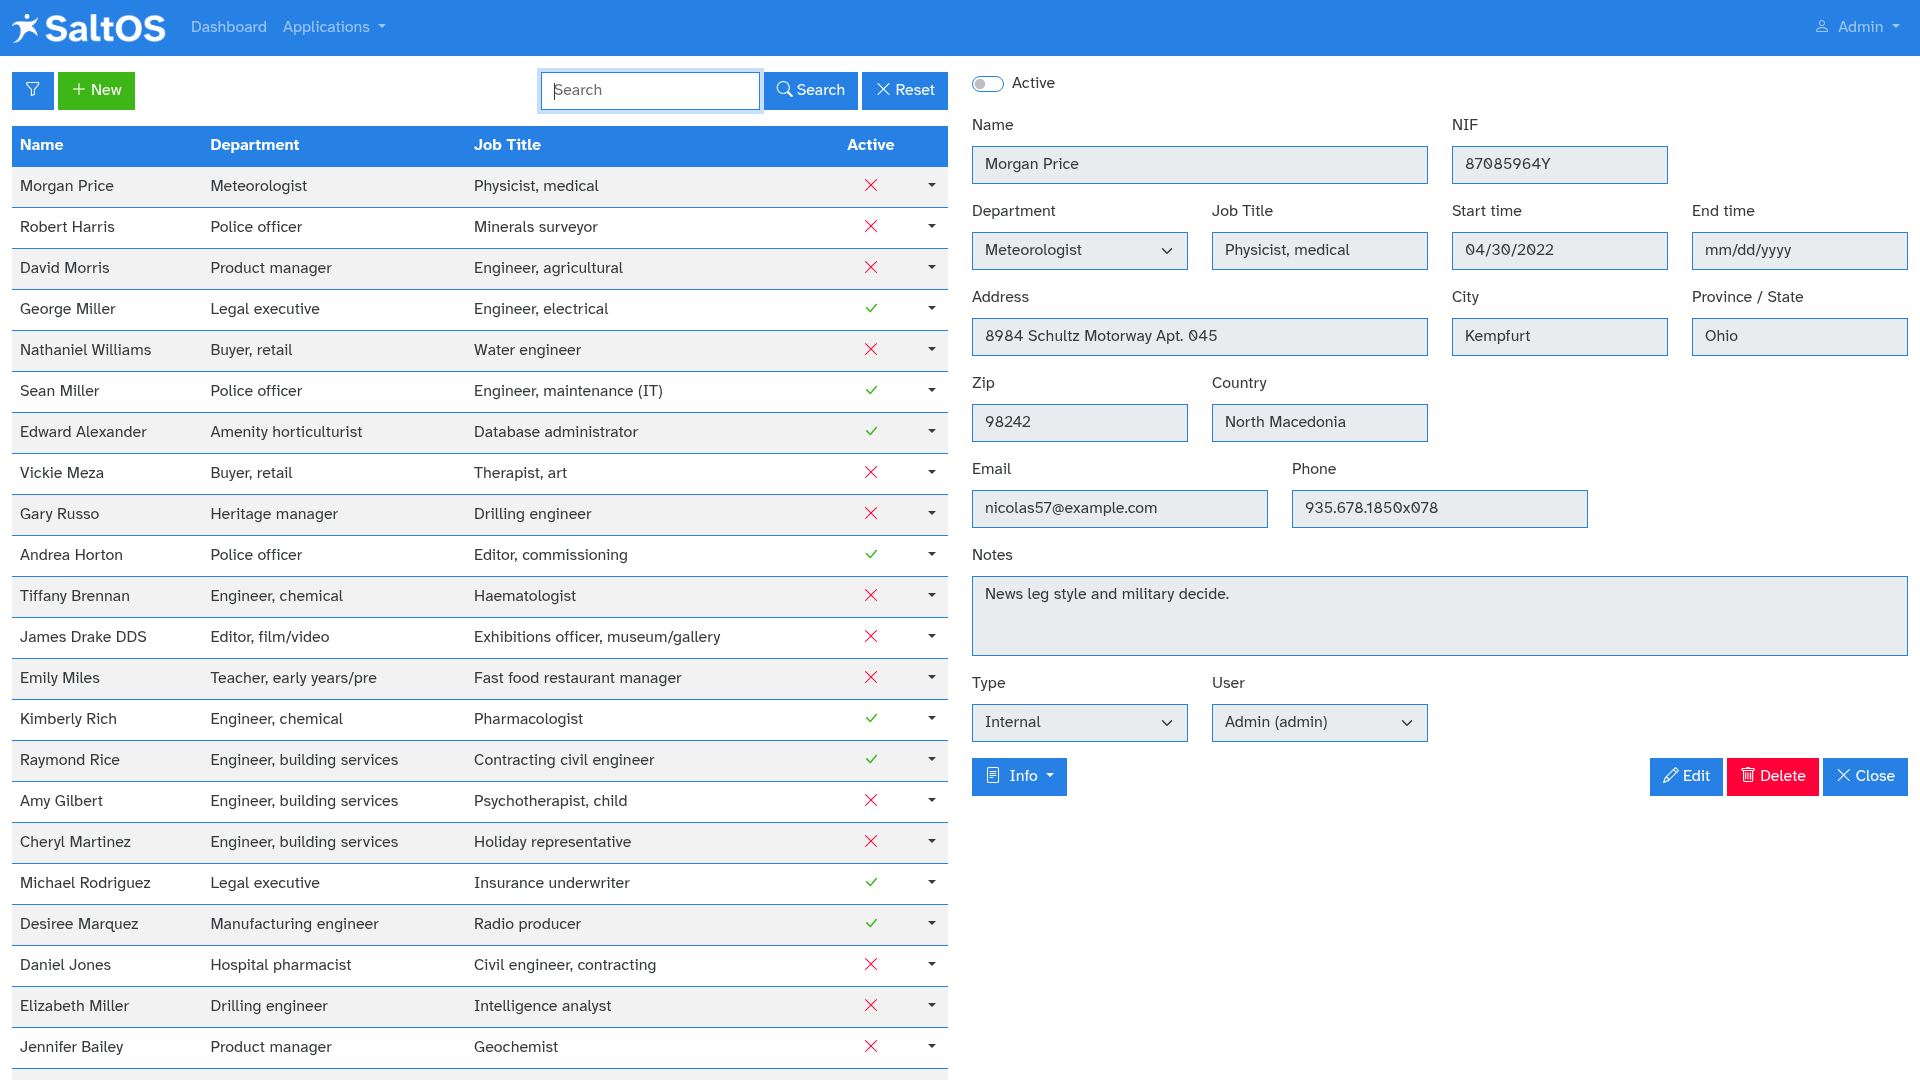 SaltOS Dashboard Applications Admin
New Search Search Reset
Name Department Job Title Active
Morgan Price Meteorologist Physicist, medical
Robert Harris Police officer Minerals surveyor
David Morris Product manager Engineer, agricultural
George Miller Legal executive Engineer, electrical
Nathaniel Williams Buyer, retail Water engineer
Sean Miller Police officer Engineer, maintenance (IT)
Edward Alexander Amenity horticulturist Database administrator
Vickie Meza Buyer, retail Therapist, art
Gary Russo Heritage manager Drilling engineer
Andrea Horton Police officer Editor, commissioning
Tiffany Brennan Engineer, chemical Haematologist
James Drake DDS Editor, film/video Exhibitions officer, museum/gallery
Emily Miles Teacher, early years/pre Fast food restaurant manager
Kimberly Rich Engineer, chemical Pharmacologist
Raymond Rice Engineer, building services Contracting civil engineer
Amy Gilbert Engineer, building services Psychotherapist, child
Cheryl Martinez Engineer, building services Holiday representative
Michael Rodriguez Legal executive Insurance underwriter
Desiree Marquez Manufacturing engineer Radio producer
Daniel Jones Hospital pharmacist Civil engineer, contracting
Elizabeth Miller Drilling engineer Intelligence analyst
Jennifer Bailey Product manager Geochemist
Active
Name NIF
Morgan Price 87085964Y
Department Job Title Start time End time
Meteorologist Physicist, medical 04/30/2022 mm/dd/yyyy
Address City Province / State
8984 Schultz Motorway Apt. 045 Kempfurt Ohio
Zip Country
98242 North Macedonia
Email Phone
nicolas57@example.com 935.678.1850x078
Notes
News leg style and military decide.
Type User
Internal Admin (admin)
Info Edit Delete Close